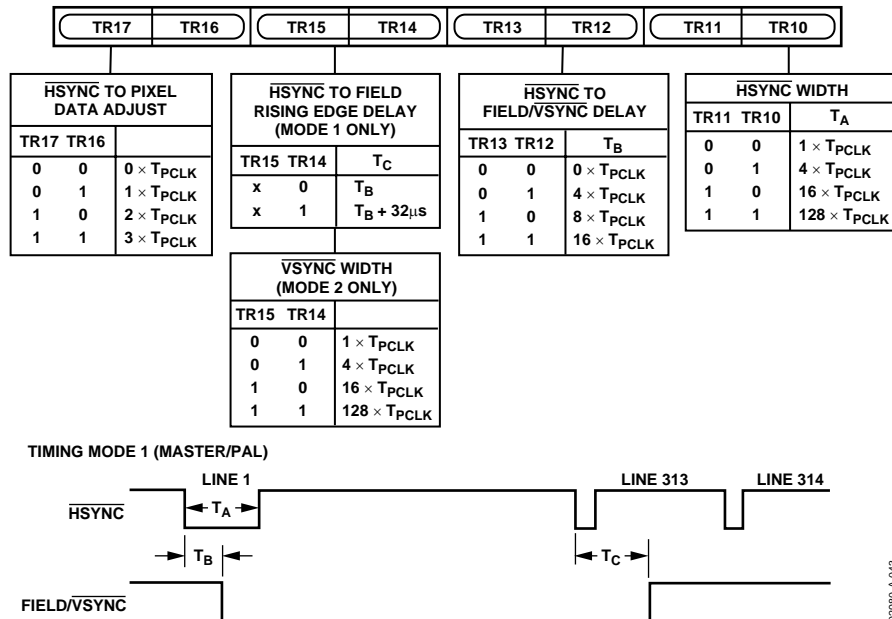 TR17 TR16 TR15 TR14 TR13 TR12 TR11 TR10
HSYNC TO PIXEL
DATA ADJUST
TR17 TR16
0 0 0 × TPCLK
0 1 1 × TPCLK
1 0 2 × TPCLK
1 1 3 × TPCLK
HSYNC TO FIELD
RISING EDGE DELAY
(MODE 1 ONLY)
TR15 TR14 TC
x 0 TB
x 1 TB + 32μs
VSYNC WIDTH
(MODE 2 ONLY)
TR15 TR14
0 0 1 × TPCLK
0 1 4 × TPCLK
1 0 16 × TPCLK
1 1 128 × TPCLK
HSYNC TO
FIELD/VSYNC DELAY
TR13 TR12 TB
0 0 0 × TPCLK
0 1 4 × TPCLK
1 0 8 × TPCLK
1 1 16 × TPCLK
HSYNC WIDTH
TR11 TR10 TA
0 0 1 × TPCLK
0 1 4 × TPCLK
1 0 16 × TPCLK
1 1 128 × TPCLK
TIMING MODE 1 (MASTER/PAL)
LINE 1 LINE 313 LINE 314
HSYNC
TA
TB TC
FIELD/VSYNC